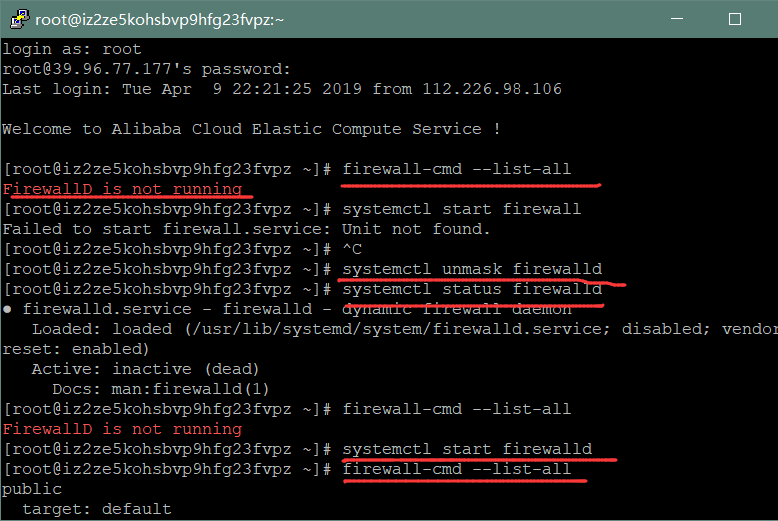 root@iz2ze5kohsbvp9hfg23fvpz:~
login as: root
root@39.96.77.177's password:
Last login: Tue Apr  9 22:21:25 2019 from 112.226.98.106
Welcome to Alibaba Cloud Elastic Compute Service !
[root@iz2ze5kohsbvp9hfg23fvpz ~]# firewall-cmd --list-all
FirewallD is not running
[root@iz2ze5kohsbvp9hfg23fvpz ~]# systemctl start firewall
Failed to start firewall.service: Unit not found.
[root@iz2ze5kohsbvp9hfg23fvpz ~]# ^C
[root@iz2ze5kohsbvp9hfg23fvpz ~]# systemctl unmask firewalld
[root@iz2ze5kohsbvp9hfg23fvpz ~]# systemctl status firewalld
● firewalld.service - firewalld - dynamic firewall daemon
   Loaded: loaded (/usr/lib/systemd/system/firewalld.service; disabled; vendor
reset: enabled)
   Active: inactive (dead)
     Docs: man:firewalld(1)
[root@iz2ze5kohsbvp9hfg23fvpz ~]# firewall-cmd --list-all
FirewallD is not running
[root@iz2ze5kohsbvp9hfg23fvpz ~]# systemctl start firewalld
[root@iz2ze5kohsbvp9hfg23fvpz ~]# firewall-cmd --list-all
public
  target: default